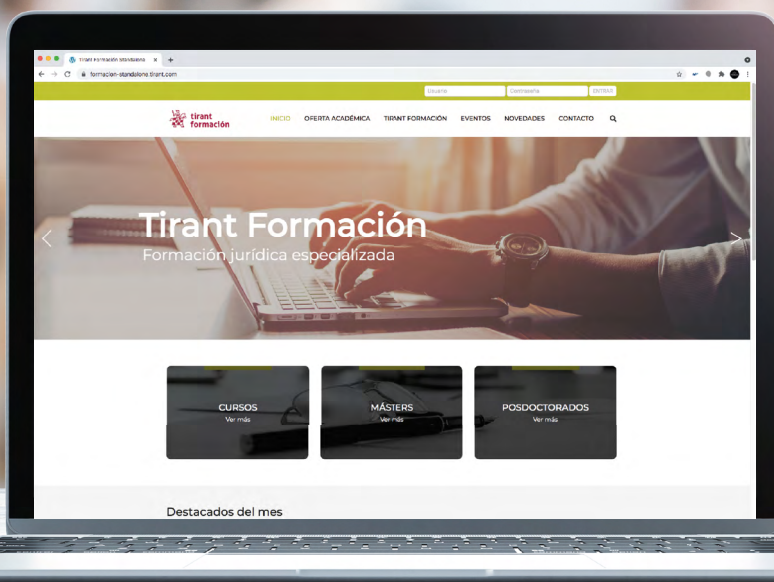 Tirant Formación Standalone
formacion-standalone.tirant.com
Usuario Contraseña ENTRAR
tirant
formación
INICIO OFERTA ACADÉMICA TIRANT FORMACIÓN EVENTOS NOVEDADES CONTACTO
Tirant Formación
Formación jurídica especializada
CURSOS
Ver más
MÁSTERS
Ver más
POSDOCTORADOS
Ver más
Destacados del mes